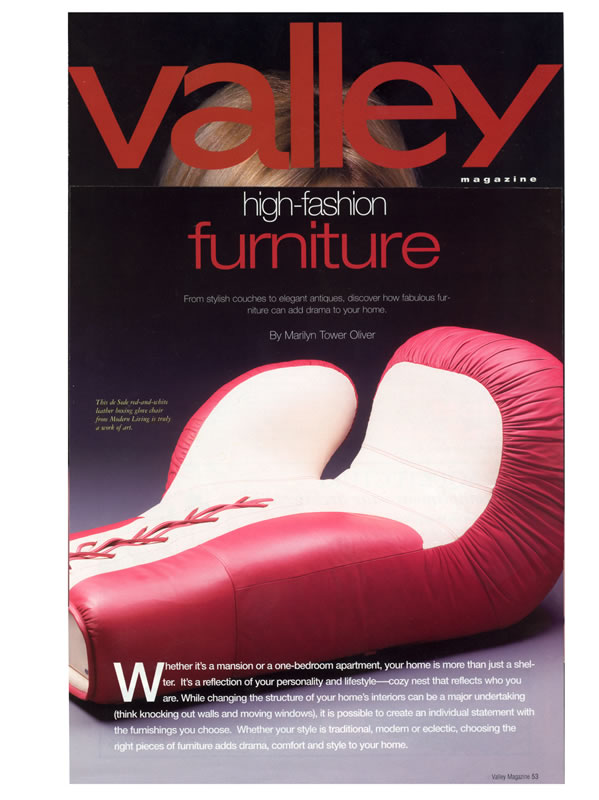 valley
magazine
high-fashion
furniture
From stylish couches to elegant antiques, discover how fabulous fur-
niture can add drama to your home.
By Marilyn Tower Oliver
This de Sede red-and-white
leather boxing glove chair
from Modern Living is truly
a work of art.
Whether it's a mansion or a one-bedroom apartment, your home is more than just a shel-
ter. It's a reflection of your personality and lifestyle—cozy nest that reflects who you
are. While changing the structure of your home's interiors can be a major undertaking
(think knocking out walls and moving windows), it is possible to create an individual statement with
the furnishings you choose. Whether your style is traditional, modern or eclectic, choosing the
right pieces of furniture adds drama, comfort and style to your home.
Valley Magazine 53